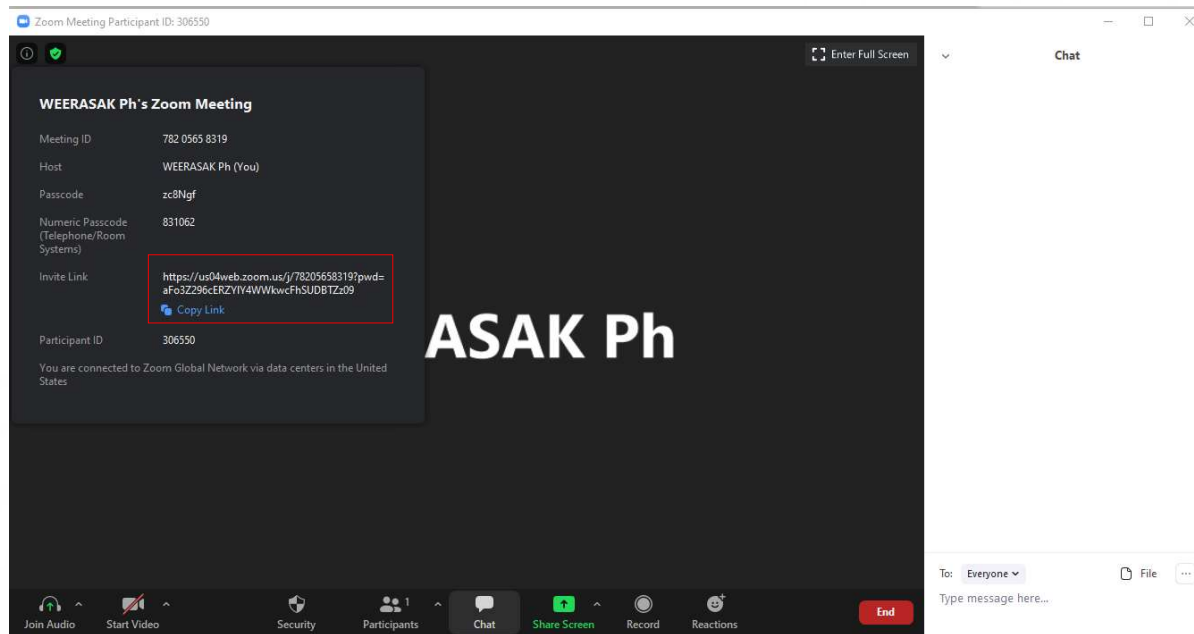 Zoom Meeting Participant ID: 306550
Enter Full Screen
Chat
WEERASAK Ph's Zoom Meeting
Meeting ID 782 0565 8319
Host WEERASAK Ph (You)
Passcode zc8Ngf
Numeric Passcode 831062
(Telephone/Room
Systems)
Invite Link https://us04web.zoom.us/j/78205658319?pwd=
aFo3Z296cERZYlY4WWkwcFhSUDBTZz09
Copy Link
Participant ID 306550
You are connected to Zoom Global Network via data centers in the United
States
ASAK Ph
To: Everyone File ...
Type message here...
Join Audio Start Video Security Participants 1 Chat Share Screen Record Reactions End